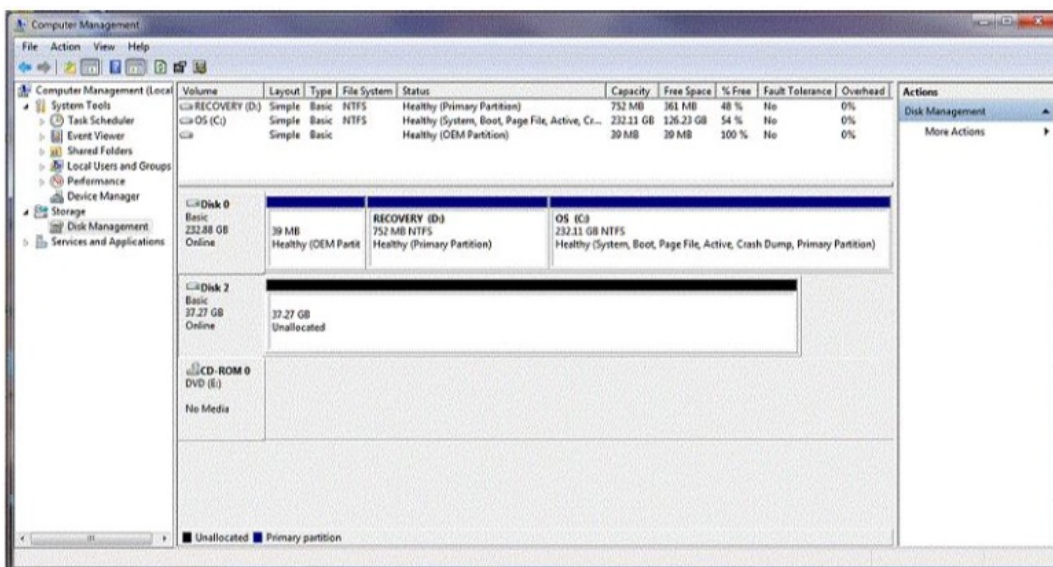 Computer Management
File Action View Help
Computer Management (Local
System Tools
Task Scheduler
Event Viewer
Shared Folders
Local Users and Groups
Performance
Device Manager
Storage
Disk Management
Services and Applications
Volume Layout Type File System Status Capacity Free Space % Free Fault Tolerance Overhead
RECOVERY (D:) Simple Basic NTFS Healthy (Primary Partition) 752 MB 361 MB 48 % No 0%
OS (C:) Simple Basic NTFS Healthy (System, Boot, Page File, Active, Cr... 232.11 GB 126.23 GB 54 % No 0%
Simple Basic Healthy (OEM Partition) 39 MB 39 MB 100 % No 0%
Disk 0
Basic
232.88 GB
Online
39 MB
Healthy (OEM Partit
RECOVERY (D:)
752 MB NTFS
Healthy (Primary Partition)
OS (C:)
232.11 GB NTFS
Healthy (System, Boot, Page File, Active, Crash Dump, Primary Partition)
Disk 2
Basic
37.27 GB
Online
37.27 GB
Unallocated
CD-ROM 0
DVD (E:)
No Media
Unallocated Primary partition
Actions
Disk Management
More Actions